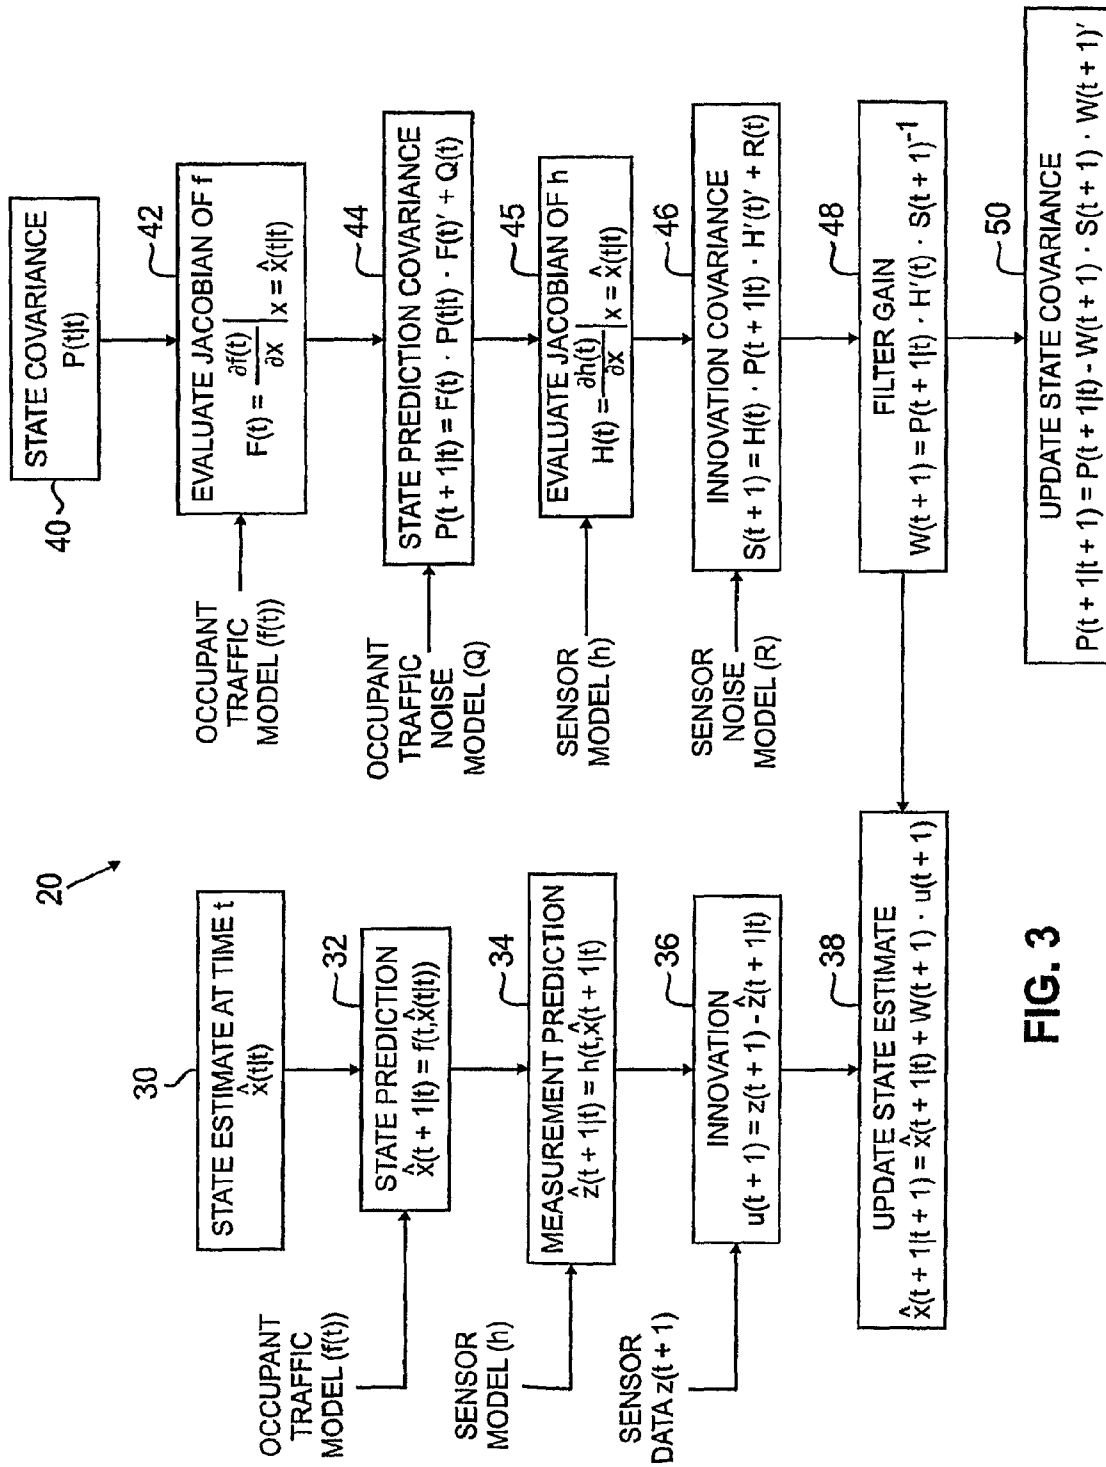 20
30
STATE ESTIMATE AT TIME t
x̂(t|t)
OCCUPANT
TRAFFIC
MODEL (f(t))
32
STATE PREDICTION
x̂(t + 1|t) = f(t,x̂(t|t))
SENSOR
MODEL (h)
34
MEASUREMENT PREDICTION
ẑ(t + 1|t) = h(t,x̂(t + 1|t)
SENSOR
DATA z(t + 1)
36
INNOVATION
u(t + 1) = z(t + 1) - ẑ(t + 1|t)
38
UPDATE STATE ESTIMATE
x̂(t + 1|t + 1) = x̂(t + 1|t) + W(t + 1) · u(t + 1)
40
STATE COVARIANCE
P(t|t)
OCCUPANT
TRAFFIC
MODEL (f(t))
42
EVALUATE JACOBIAN OF f
F(t) = ∂f(t)/∂x | x = x̂(t|t)
OCCUPANT
TRAFFIC
NOISE
MODEL (Q)
44
STATE PREDICTION COVARIANCE
P(t + 1|t) = F(t) · P(t|t) · F(t)' + Q(t)
SENSOR
MODEL (h)
45
EVALUATE JACOBIAN OF h
H(t) = ∂h(t)/∂x | x = x̂(t|t)
SENSOR
NOISE
MODEL (R)
46
INNOVATION COVARIANCE
S(t + 1) = H(t) · P(t + 1|t) · H'(t)' + R(t)
48
FILTER GAIN
W(t + 1) = P(t + 1|t) · H'(t) · S(t + 1)⁻¹
50
UPDATE STATE COVARIANCE
P(t + 1|t + 1) = P(t + 1|t) - W(t + 1) · S(t + 1) · W(t + 1)'
FIG. 3